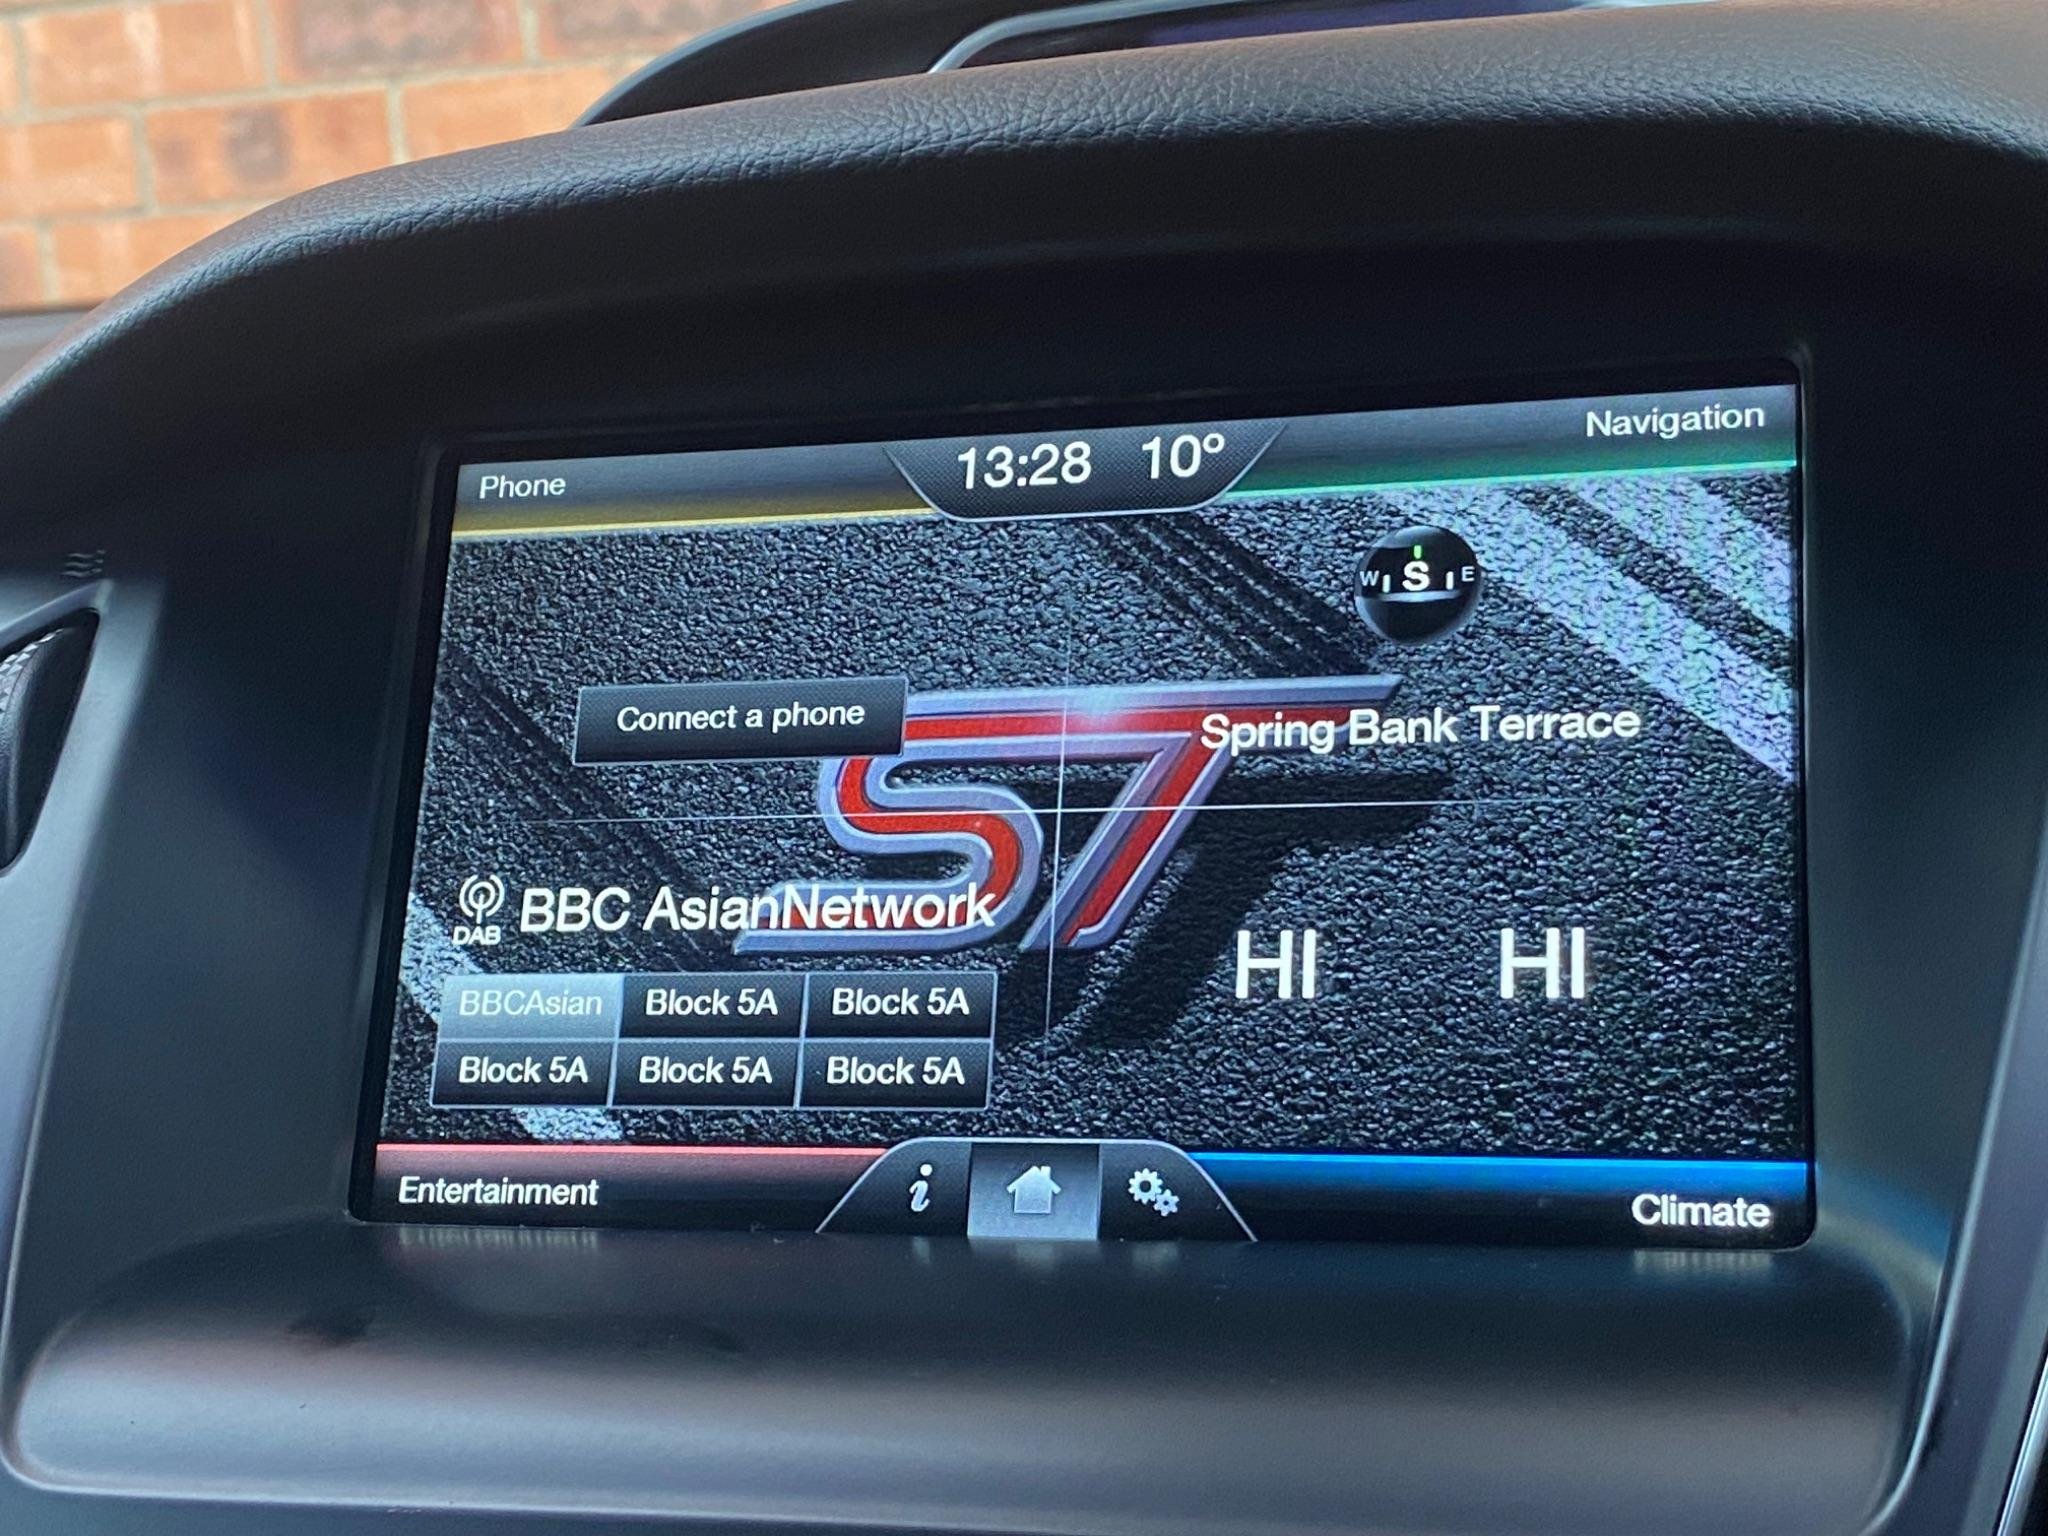 Phone
13:28 10°
Navigation
W S E
Connect a phone
Spring Bank Terrace
ST
DAB
BBC AsianNetwork
HI HI
BBCAsian Block 5A Block 5A
Block 5A Block 5A Block 5A
Entertainment
i
Climate